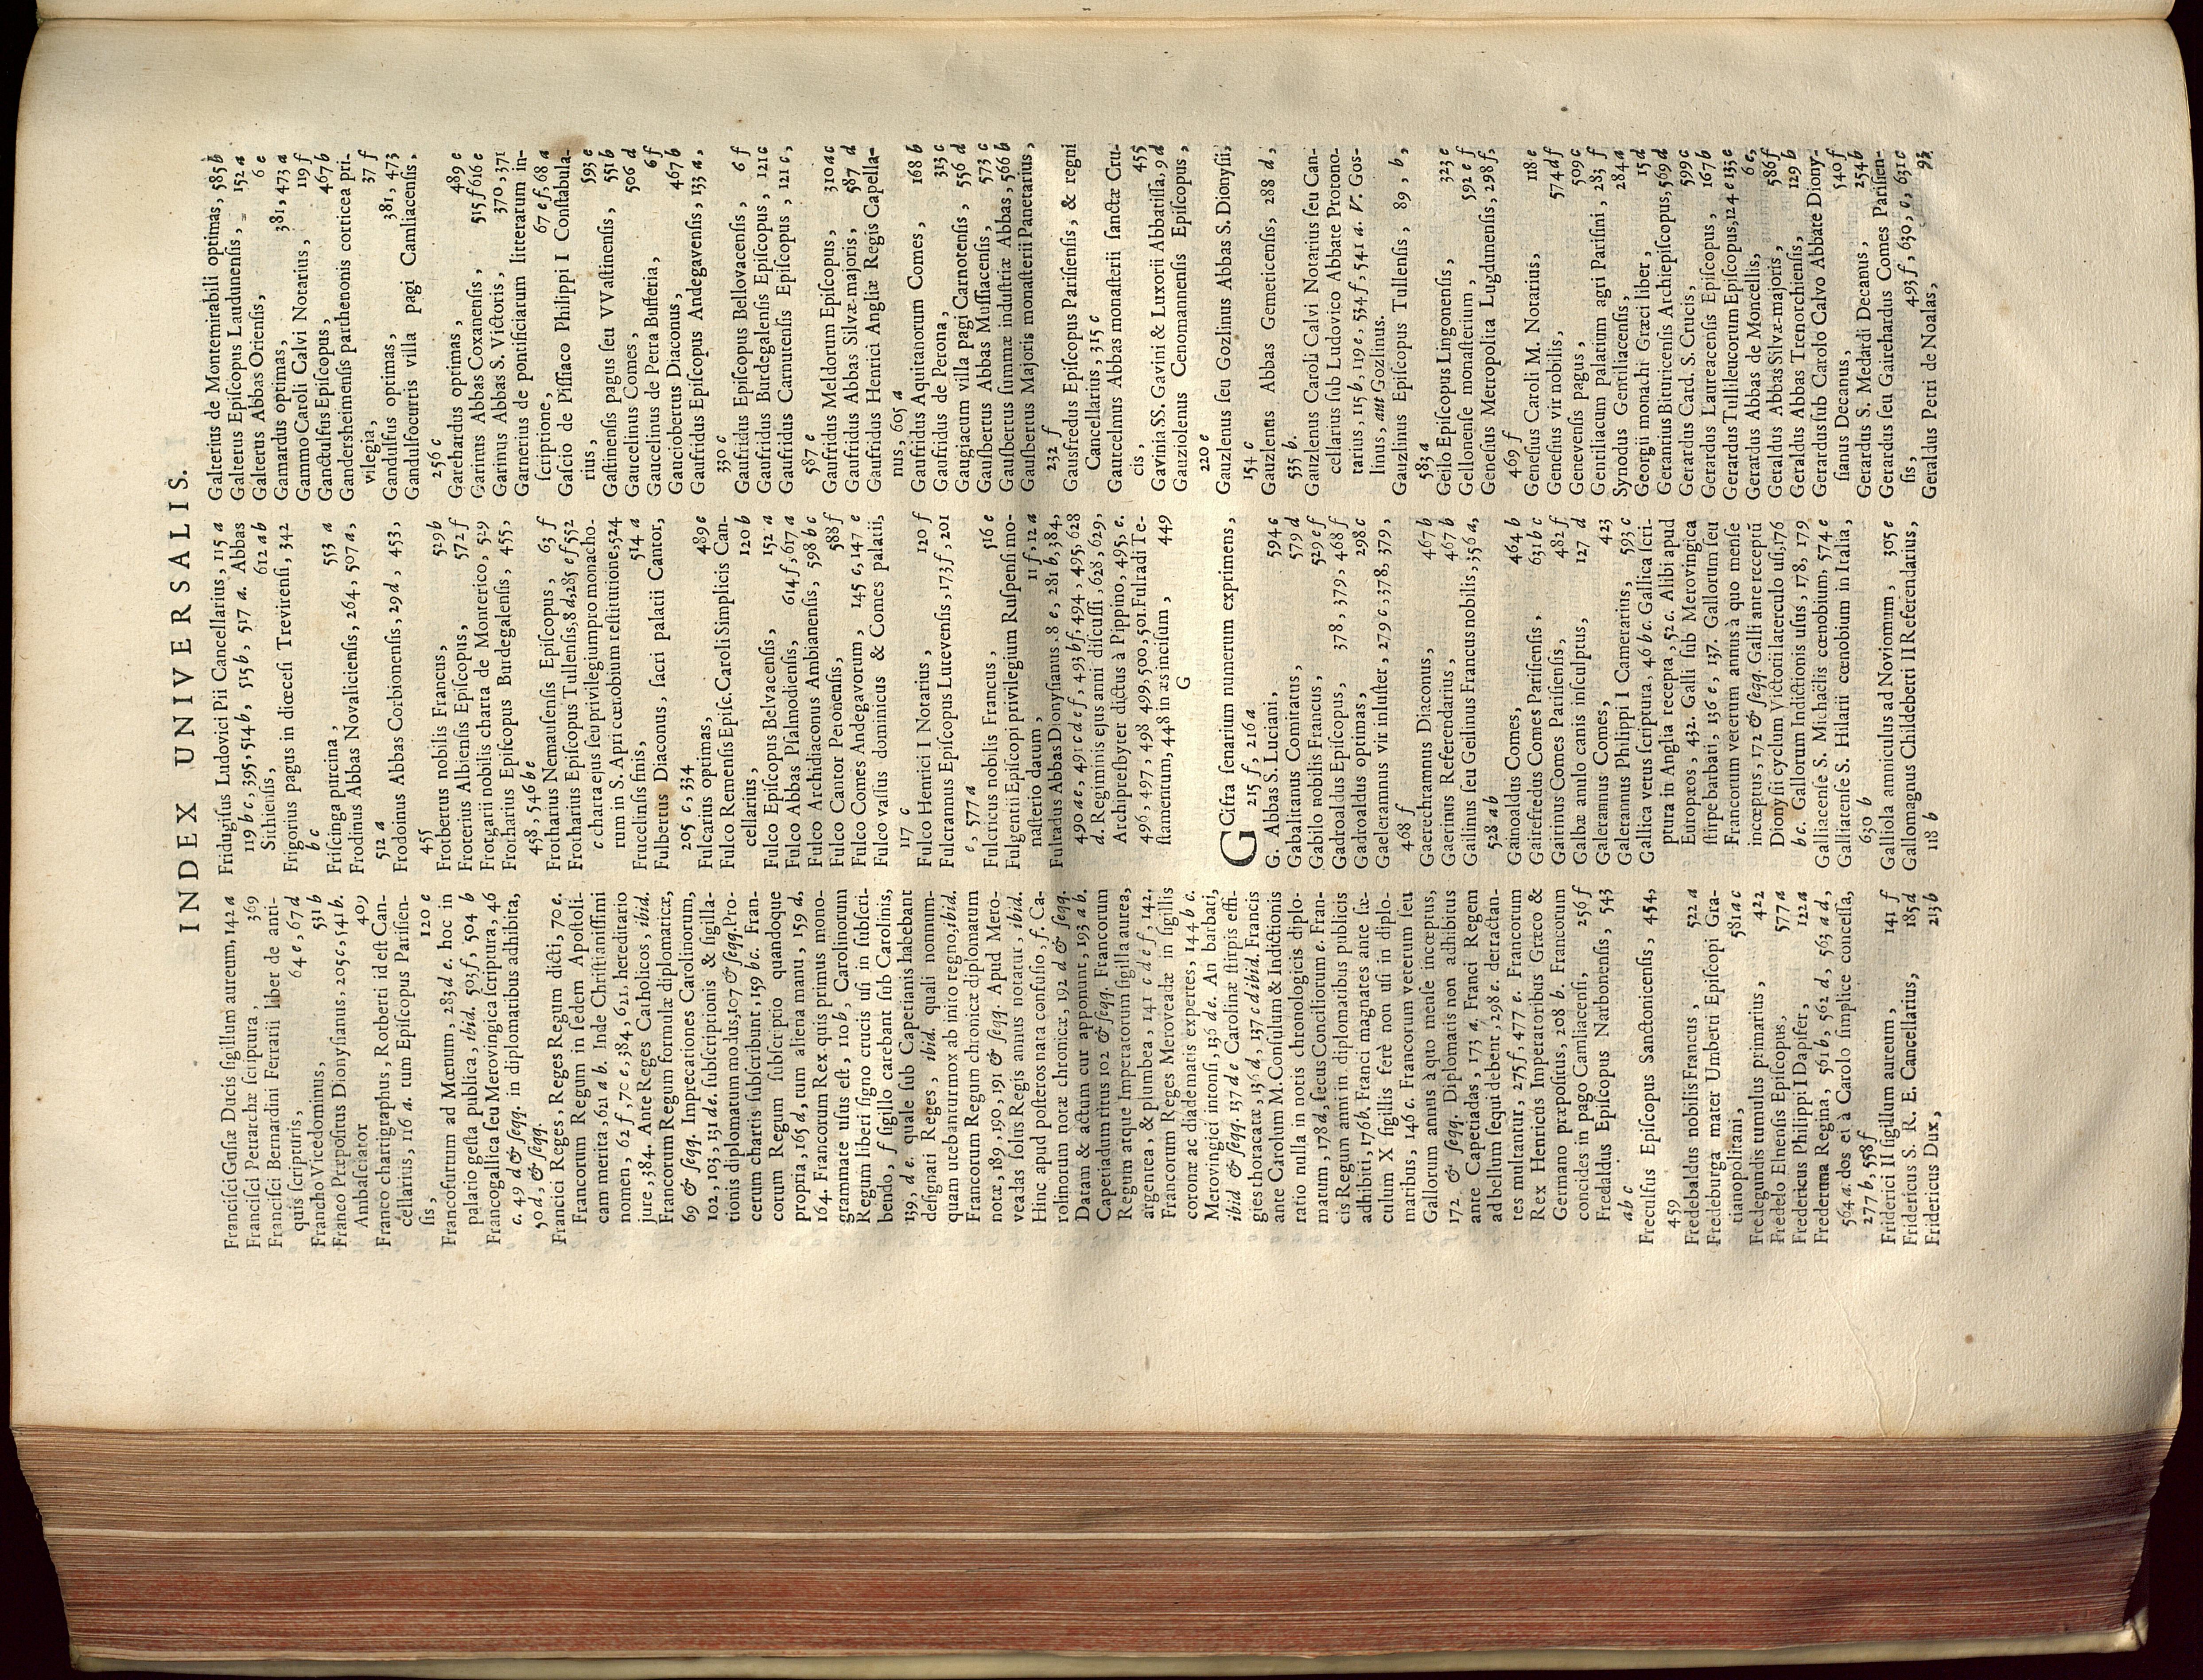 INDEX UNIVERSALIS.
Franciſci Guſiæ Ducis ſigillum aureum, 142 a
Franciſci Petrarchæ ſcriptura, 369
Franciſci Bernardini Ferrarii liber de anti-
quis ſcripturis, 64 e, 67 d
Francho Vicedominus, 531 b
Franco Præpoſitus Dionyſianus, 205 c, 541 b.
Ambaſciator 409
Franco chartigraphus, Rotberti id eſt Can-
cellarius, 116 a. tum Epiſcopus Pariſien-
ſis, 120 e
Francofurtum ad Mœnum, 283 d e. hoc in
palatio geſta publica, ibid. 503 f, 504 b
Francogallica ſeu Merovingica ſcriptura, 46
c. 49 d & ſeqq. in diplomatibus adhibita,
50 d, & ſeqq.
Francici Reges, Reges Regum dicti, 70 e.
Francorum Regum in ſedem Apoſtoli-
cam merita, 621 a b. Inde Chriſtianiſſimi
nomen, 62 f, 70 e, 384, 621, hereditario
jure, 384. Ante Reges Catholicos, ibid.
Francorum Regum formulæ diplomaticæ,
69 & ſeqq. Imprecationes Carolinorum,
102, 103, 131 d e. ſubſcriptionis & ſigilla-
tionis diplomatum modus, 107 & ſeqq. Pro-
cerum chartis ſubſcribunt, 159 b c. Fran-
corum Regum ſubſcriptio quandoque
propria, 165 d, tum aliena manu, 159 d,
164. Francorum Rex quis primus mono-
grammate uſus eſt, 110 b, Carolinorum
Regum liberi ſigno crucis uſi in ſubſcri-
bendo, f ſigillo carebant ſub Carolinis,
139, d e. quale ſub Capetianis habebant
deſignati Reges, ibid. quali nonnum-
quam utebantur mox ab inito regno, ibid.
Francorum Regum chronicæ diplomatum
notæ, 189, 190, 191 & ſeqq. Apud Mero-
veadas ſolus Regis annus notatur, ibid.
Hinc apud poſteros nata confuſio, f. Ca-
rolinorum notæ chronicæ, 192 d & ſeqq.
Datam & actum cur apponunt, 193 a b.
Capetiadum ritus 102 & ſeqq. Francorum
Regum atque Imperatorum ſigilla aurea,
argentea, & plumbea, 141 c d e f, 142.
Francorum Reges Meroveadæ in ſigillis
coronæ ac diadematis expertes, 144 b c.
Merovingici intonſi, 136 d e. An barbati,
ibid & ſeqq. 137 d e Carolinæ ſtirpis effi-
gies thoracatæ, 136 d, 137 c d ibid. Francis
ante Carolum M. Conſulum & Indictionis
ratio nulla in notis chronologicis diplo-
matum, 178 d, ſecus Conciliorum e. Fran-
cis Regum anni in diplomatibus publicis
adhibiti, 176 b. Franci magnates ante ſæ-
culum X ſigillis ferè non uſi in diplo-
matibus, 146 c. Francorum veterum ſeu
Gallorum annus à quo menſe incœptus,
172 & ſeqq. Diplomatis non adhibitus
ante Capetiadas, 173 a, Franci Regem
ad bellum ſequi debent, 298 e. detractan-
tes multantur, 275 f, 477 e. Francorum
Rex Henricus Imperatoribus Græco &
Germano præpoſitus, 208 b. Francorum
concides in pago Camliacenſi, 256 f
Fredaldus Epiſcopus Narbonenſis, 543
a b c
Freculfus Epiſcopus Sanctonicenſis, 454,
459
Fredebaldus nobilis Francus, 522 a
Fredeburga mater Umberti Epiſcopi Gra-
tianopolitani, 581 a c
Fredegundis tumulus primarius, 422
Fredelo Elnenſis Epiſcopus, 577 a
Fredericus Philippi I Dapifer, 122 a
Frederuna Regina, 561 b, 562 d, 563 a d,
564 a. dos ei à Carolo ſimplice conceſſa,
277 b, 558 f
Friderici II ſigillum aureum, 141 f
Fridericus S. R. E. Cancellarius, 185 d
Fridericus Dux, 213 b
Fridugiſus Ludovici Pii Cancellarius, 115 a
119 b c, 395, 514 b, 515 b, 517 a. Abbas
Sithienſis, 612 a b
Frigorius pagus in diœceſi Trevirenſi, 342
b c
Friſcinga purcina, 553 a
Frodinus Abbas Novalicienſis, 264, 507 a,
512 a
Frodoinus Abbas Corbionenſis, 29 d, 453,
455
Frotbertus nobilis Francus, 529 b
Froterius Albienſis Epiſcopus, 572 f
Frotgarii nobilis charta de Monterico, 529
Frotharius Epiſcopus Burdegalenſis, 455,
458, 546 b e
Frotharius Nemauſenſis Epiſcopus, 63 f
Frotharius Epiſcopus Tullenſis, 8 d, 285 e f 552
c charta ejus ſeu privilegium pro monacho-
rum in S. Apri cœnobium reſtitutione, 524
Frucelinſis finis, 514 a
Fulbertus Diaconus, ſacri palatii Cantor,
205 c, 334
Fulcarius optimas, 489 e
Fulco Remenſis Epiſc. Caroli Simplicis Can-
cellarius, 120 b
Fulco Epiſcopus Belvacenſis, 152 a
Fulco Abbas Pſalmodienſis, 614 f, 617 a
Fulco Archidiaconus Ambianenſis, 598 b c
Fulco Cantor Peronenſis, 588 f
Fulco Comes Andegavorum, 145 c, 147 e
Fulco vaſſus dominicus & Comes palatii,
117 c
Fulco Henrici I Notarius, 120 f
Fulcrannus Epiſcopus Lutevenſis, 173 f, 201
e, 577 a
Fulcricus nobilis Francus, 516 e
Fulgentii Epiſcopi privilegium Ruſpenſi mo-
naſterio datum, 11 f, 12 a
Fulradus Abbas Dionyſianus. 8 e, 281 b, 384,
490 a e, 491 c d e f, 493 b f. 494, 495, 628
d. Regiminis ejus anni diſcuſſi, 628, 629,
Archipreſbyter dictus à Pippino, 495 e.
496, 497, 498 499, 500, 501. Fulradi Te-
ſtamentum, 448 in æs inciſum, 449
G
G Ciſtra ſenarium numerum exprimens,
215 f, 216 a
G. Abbas S. Luciani, 594 c
Gabalitanus Comitatus, 579 d
Gabilo nobilis Francus, 529 e f
Gadroaldus Epiſcopus, 378, 379, 468 f
Gadroaldus optimas, 298 c
Gaelerannus vir inluſter, 279 c, 378, 379,
468 f
Gaerechramnus Diaconus, 467 b
Gaerinus Referendarius, 467 b
Gailinus ſeu Geilinus Francus nobilis, 356 a,
528 a b
Gainoaldus Comes, 464 b
Gairefredus Comes Pariſienſis, 631 b c
Gairinus Comes Pariſienſis, 482 f
Galbæ anulo canis inſculptus, 127 d
Galerannus Comes, 423
Galerannus Philippi I Camerarius, 593 c
Gallica vetus ſcriptura, 46 b c. Gallica ſcri-
ptura in Anglia recepta, 52 c. Alibi apud
Europæos, 432. Galli ſub Merovingica
ſtirpe barbati, 136 e, 137. Gallorum ſeu
Francorum veterum annus à quo menſe
incœptus, 172 & ſeqq. Galli ante receptū
Dionyſii cyclum Victorii laterculo uſi, 176
b c. Gallorum Indictionis uſus, 178, 179
Galliacenſe S. Michaëlis cœnobium, 574 e
Galliatenſe S. Hilarii cœnobium in Italia,
630 b
Galliola amniculus ad Noviomum, 305 e
Gallomagnus Childeberti II Referendarius,
118 b
Galterius de Montemirabili optimas, 585 b
Galterus Epiſcopus Laudunenſis, 152 a
Galterus Abbas Orienſis, 6 e
Gamardus optimas, 381, 473 a
Gammo Caroli Calvi Notarius, 119 f
Ganctulfus Epiſcopus, 467 b
Gandersheimenſis parthenonis corticea pri-
vilegia, 37 f
Gandulfus optimas, 381, 473
Gandulfocurtis villa pagi Camliacenſis,
256 c
Garehardus optimas, 489 e
Garinus Abbas Coxanenſis, 515 f 616 e
Garinus Abbas S. Victoris, 370, 371
Garnerius de pontificiarum litterarum in-
ſcriptione, 67 e f, 68 a
Gaſcio de Piſſiaco Philippi I Conſtabula-
rius, 593 e
Gaſtinenſis pagus ſeu VVaſtinenſis, 551 b
Gaucelinus Comes, 506 d
Gaucelinus de Petra Bufferia, 6 f
Gauciobertus Diaconus, 467 b
Gaufridus Epiſcopus Andegavenſis, 133 a,
330 c
Gaufridus Epiſcopus Bellovacenſis, 6 f
Gaufridus Burdegalenſis Epiſcopus, 121 c
Gaufridus Carnutenſis Epiſcopus, 121 c,
587 e
Gaufridus Meldorum Epiſcopus, 310 a c
Gaufridus Abbas Silvæ-majoris, 587 d
Gaufridus Henrici Angliæ Regis Capella-
nus, 605 a
Gaufridus Aquitanorum Comes, 168 b
Gaufridus de Perona, 313 c
Gaugiacum villa pagi Carnotenſis, 556 d
Gauſbertus Abbas Muſſiacenſis, 573 c
Gauſbertus ſummæ induſtriæ Abbas, 566 b
Gauſbertus Majoris monaſterii Panetarius,
232 f
Gausfredus Epiſcopus Pariſienſis, & regni
Cancellarius, 315 c
Gautcelmus Abbas monaſterii ſanctæ Cru-
cis, 455
Gavinia SS. Gavini & Luxorii Abbatiſſa, 9 d
Gauziolenus Cenomannenſis Epiſcopus,
220 e
Gauzlenus ſeu Gozlinus Abbas S. Dionyſii,
154 c
Gauzlenus Abbas Gemeticenſis, 288 d,
535 b.
Gauzlenus Caroli Calvi Notarius ſeu Can-
cellarius ſub Ludovico Abbate Protono-
tarius, 115 b, 119 e, 534 f, 541 a. V. Gos-
linus, aut Gozlinus.
Gauzlinus Epiſcopus Tullenſis, 89, b,
583 a
Geilo Epiſcopus Lingonenſis, 323 e
Gellonenſe monaſterium, 592 e f
Geneſius Metropolita Lugdunenſis, 298 f,
469 f
Geneſius Caroli M. Notarius, 118 e
Geneſius vir nobilis, 574 d f
Genevenſis pagus, 509 c
Gentiliacum palatium agri Pariſini, 283 f
Synodus Gentiliacenſis, 284 a
Georgii monachi Græci liber, 15 d
Gerantius Bituricenſis Archiepiſcopus, 569 d
Gerardus Card. S. Crucis, 599 c
Gerardus Laureacenſis Epiſcopus, 167 b
Gerardus Tullileucorum Epiſcopus, 124 e 133 e
Gerardus Abbas de Moncellis, 6 e,
Geraldus Abbas Silvæ-majoris, 586 f
Geraldus Abbas Trenorchienſis, 129 b
Gerardus ſub Carolo Calvo Abbate Diony-
ſianus Decanus, 540 f
Gerardus S. Medardi Decanus, 254 b
Gerardus ſeu Gairehardus Comes Pariſien-
ſis, 493 f, 630, c, 631 c
Geraldus Petri de Noalas, 93